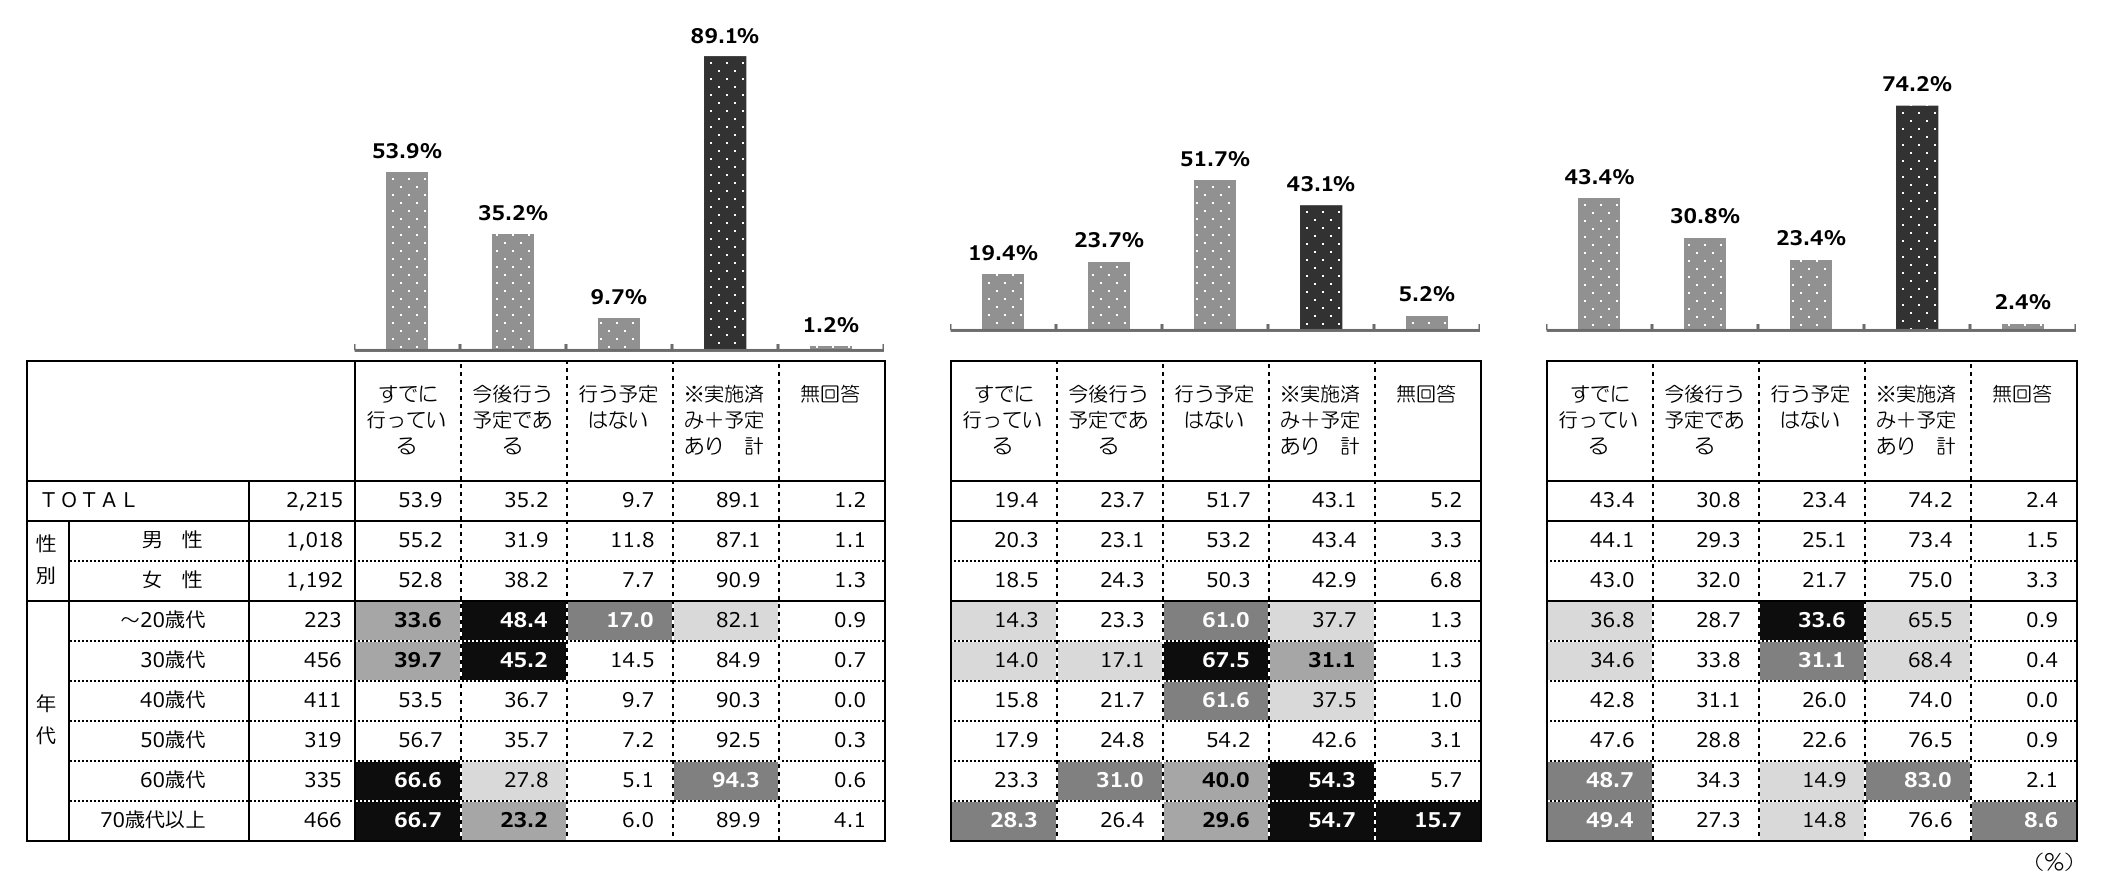 89.1%
74.2%
53.9%
51.7%
43.1%
43.4%
35.2%
30.8%
23.7%
23.4%
19.4%
9.7%
5.2%
2.4%
1.2%
すでに 今後行う 行う予定 ※実施済 無回答 すでに 今後行う 行う予定 ※実施済 無回答 すでに 今後行う 行う予定 ※実施済 無回答
行ってい 予定であ はない み＋予定 行ってい 予定であ はない み＋予定 行ってい 予定であ はない み＋予定
る る あり　計 る る あり　計 る る あり　計
ＴＯＴＡＬ 2,215 53.9 35.2 9.7 89.1 1.2 19.4 23.7 51.7 43.1 5.2 43.4 30.8 23.4 74.2 2.4
性別
男　性 1,018 55.2 31.9 11.8 87.1 1.1 20.3 23.1 53.2 43.4 3.3 44.1 29.3 25.1 73.4 1.5
女　性 1,192 52.8 38.2 7.7 90.9 1.3 18.5 24.3 50.3 42.9 6.8 43.0 32.0 21.7 75.0 3.3
年代
～20歳代 223 33.6 48.4 17.0 82.1 0.9 14.3 23.3 61.0 37.7 1.3 36.8 28.7 33.6 65.5 0.9
30歳代 456 39.7 45.2 14.5 84.9 0.7 14.0 17.1 67.5 31.1 1.3 34.6 33.8 31.1 68.4 0.4
40歳代 411 53.5 36.7 9.7 90.3 0.0 15.8 21.7 61.6 37.5 1.0 42.8 31.1 26.0 74.0 0.0
50歳代 319 56.7 35.7 7.2 92.5 0.3 17.9 24.8 54.2 42.6 3.1 47.6 28.8 22.6 76.5 0.9
60歳代 335 66.6 27.8 5.1 94.3 0.6 23.3 31.0 40.0 54.3 5.7 48.7 34.3 14.9 83.0 2.1
70歳代以上 466 66.7 23.2 6.0 89.9 4.1 28.3 26.4 29.6 54.7 15.7 49.4 27.3 14.8 76.6 8.6
（％）